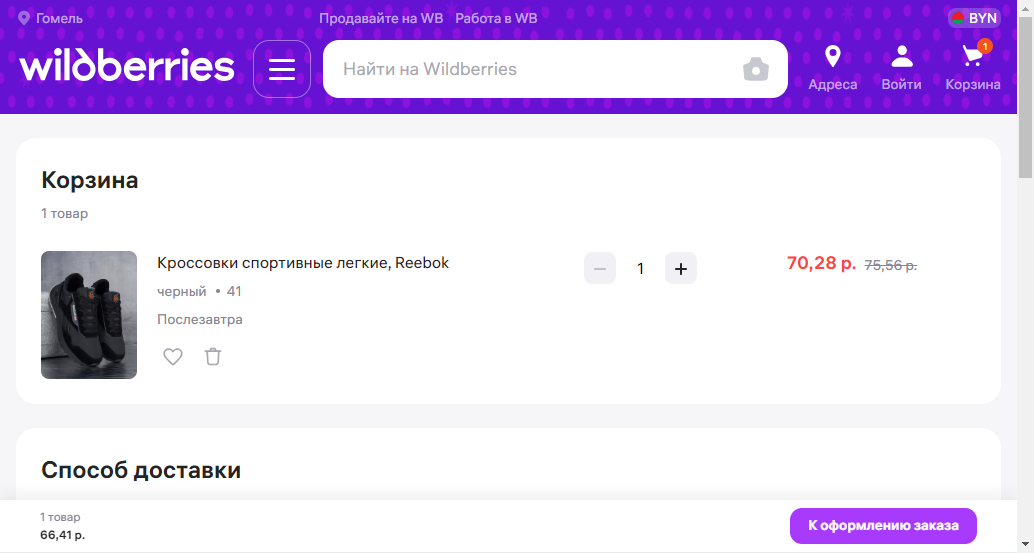 Гомель
Продавайте на WB Работа в WB
BYN
wildberries
Найти на Wildberries
Адреса
Войти
1
Корзина
Корзина
1 товар
Кроссовки спортивные легкие, Reebok
черный • 41
Послезавтра
− 1 +
70,28 р. 75,56 р.
Способ доставки
1 товар
66,41 р.
К оформлению заказа